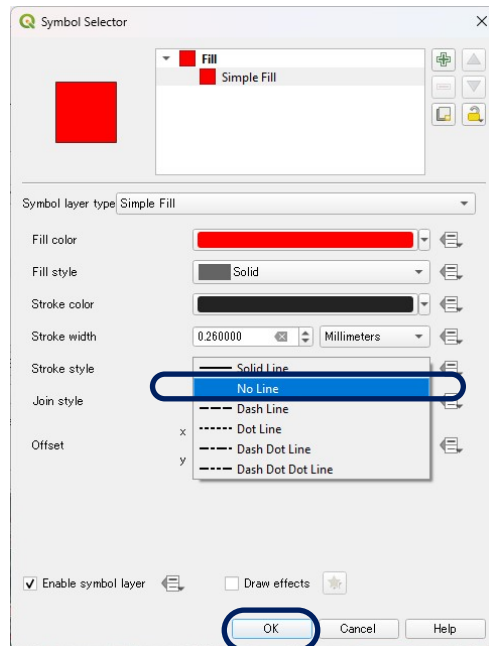 Symbol Selector
Fill
Simple Fill
Symbol layer type Simple Fill
Fill color
Fill style Solid
Stroke color
Stroke width 0.260000 Millimeters
Stroke style Solid Line
No Line
Join style
Dash Line
Dot Line
Offset x Dash Dot Line
y Dash Dot Dot Line
Enable symbol layer Draw effects
OK Cancel Help